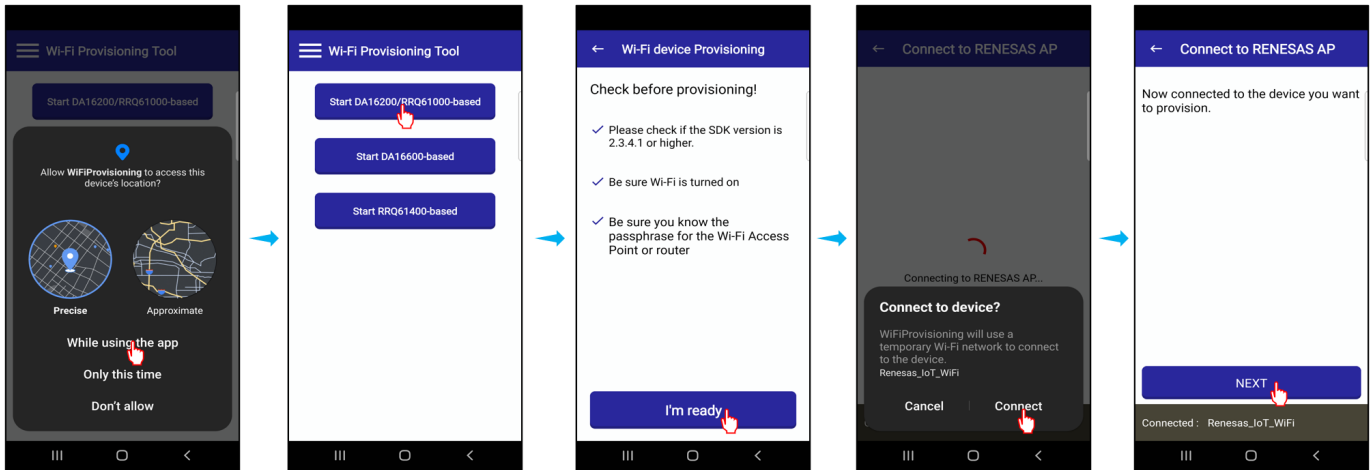 Wi-Fi Provisioning Tool
Start DA16200/RRQ61000-based
Allow WiFiProvisioning to access this
device's location?
Precise
Approximate
While using the app
Only this time
Don't allow
Wi-Fi Provisioning Tool
Start DA16200/RRQ61000-based
Start DA16600-based
Start RRQ61400-based
Wi-Fi device Provisioning
Check before provisioning!
Please check if the SDK version is
2.3.4.1 or higher.
Be sure Wi-Fi is turned on
Be sure you know the
passphrase for the Wi-Fi Access
Point or router
I'm ready
Connect to RENESAS AP
Connecting to RENESAS AP...
Connect to device?
WiFiProvisioning will use a
temporary Wi-Fi network to connect
to the device.
Renesas_IoT_WiFi
Cancel
Connect
Connect to RENESAS AP
Now connected to the device you want
to provision.
NEXT
Connected : Renesas_IoT_WiFi